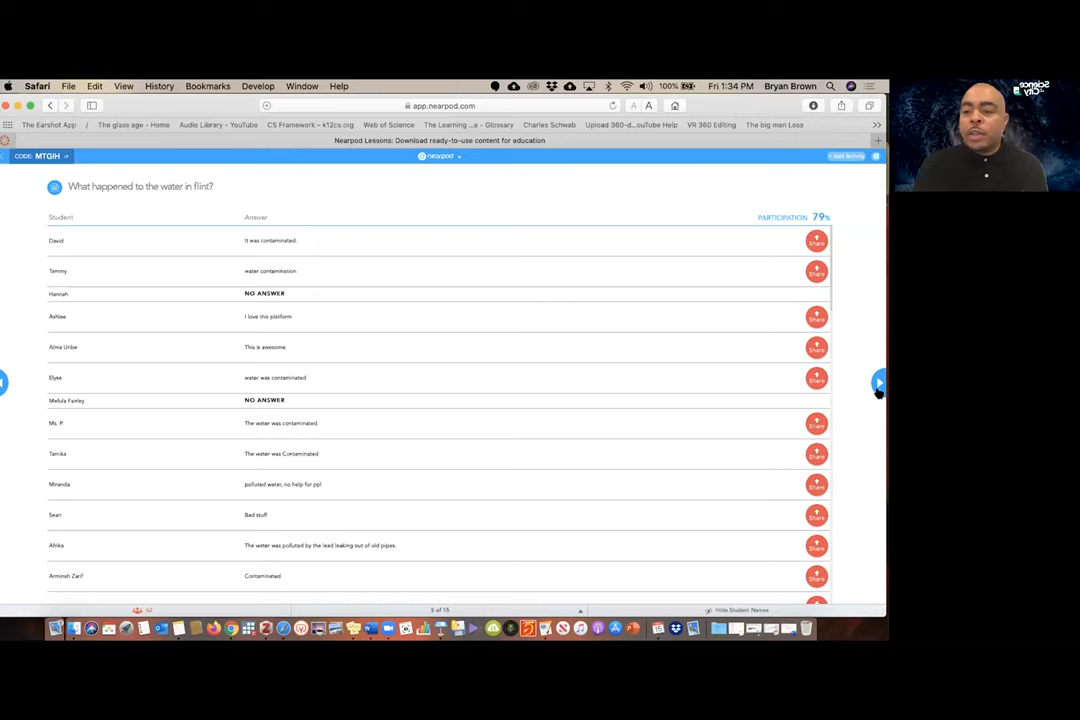 Safari File Edit View History Bookmarks Develop Window Help 100% Fri 1:34 PM Bryan Brown
Science
City
app.nearpod.com A A
The Earshot App / The glass age - Home Audio Library - YouTube CS Framework – k12cs.org Web of Science The Learning ...e - Glossary Charles Schwab Upload 360-d...ouTube Help VR 360 Editing The big man Loss
Nearpod Lessons: Download ready-to-use content for education
CODE: MTGIH nearpod + Add Activity
What happened to the water in flint?
Student Answer PARTICIPATION 79%
David It was contaminated. Share
Tammy water contamination Share
Hannah NO ANSWER
Ashlee I love this platform Share
Alma Uribe This is awesome Share
Elyse water was contaminated Share
Mefula Fairley NO ANSWER
Ms. P. The water was contaminated. Share
Tamika The water was Contaminated Share
Miranda polluted water, no help for ppl Share
Sean Bad stuff Share
Afrika The water was polluted by the lead leaking out of old pipes. Share
Arminah Zarif Contaminated Share
62 8 of 15 Hide Student Names